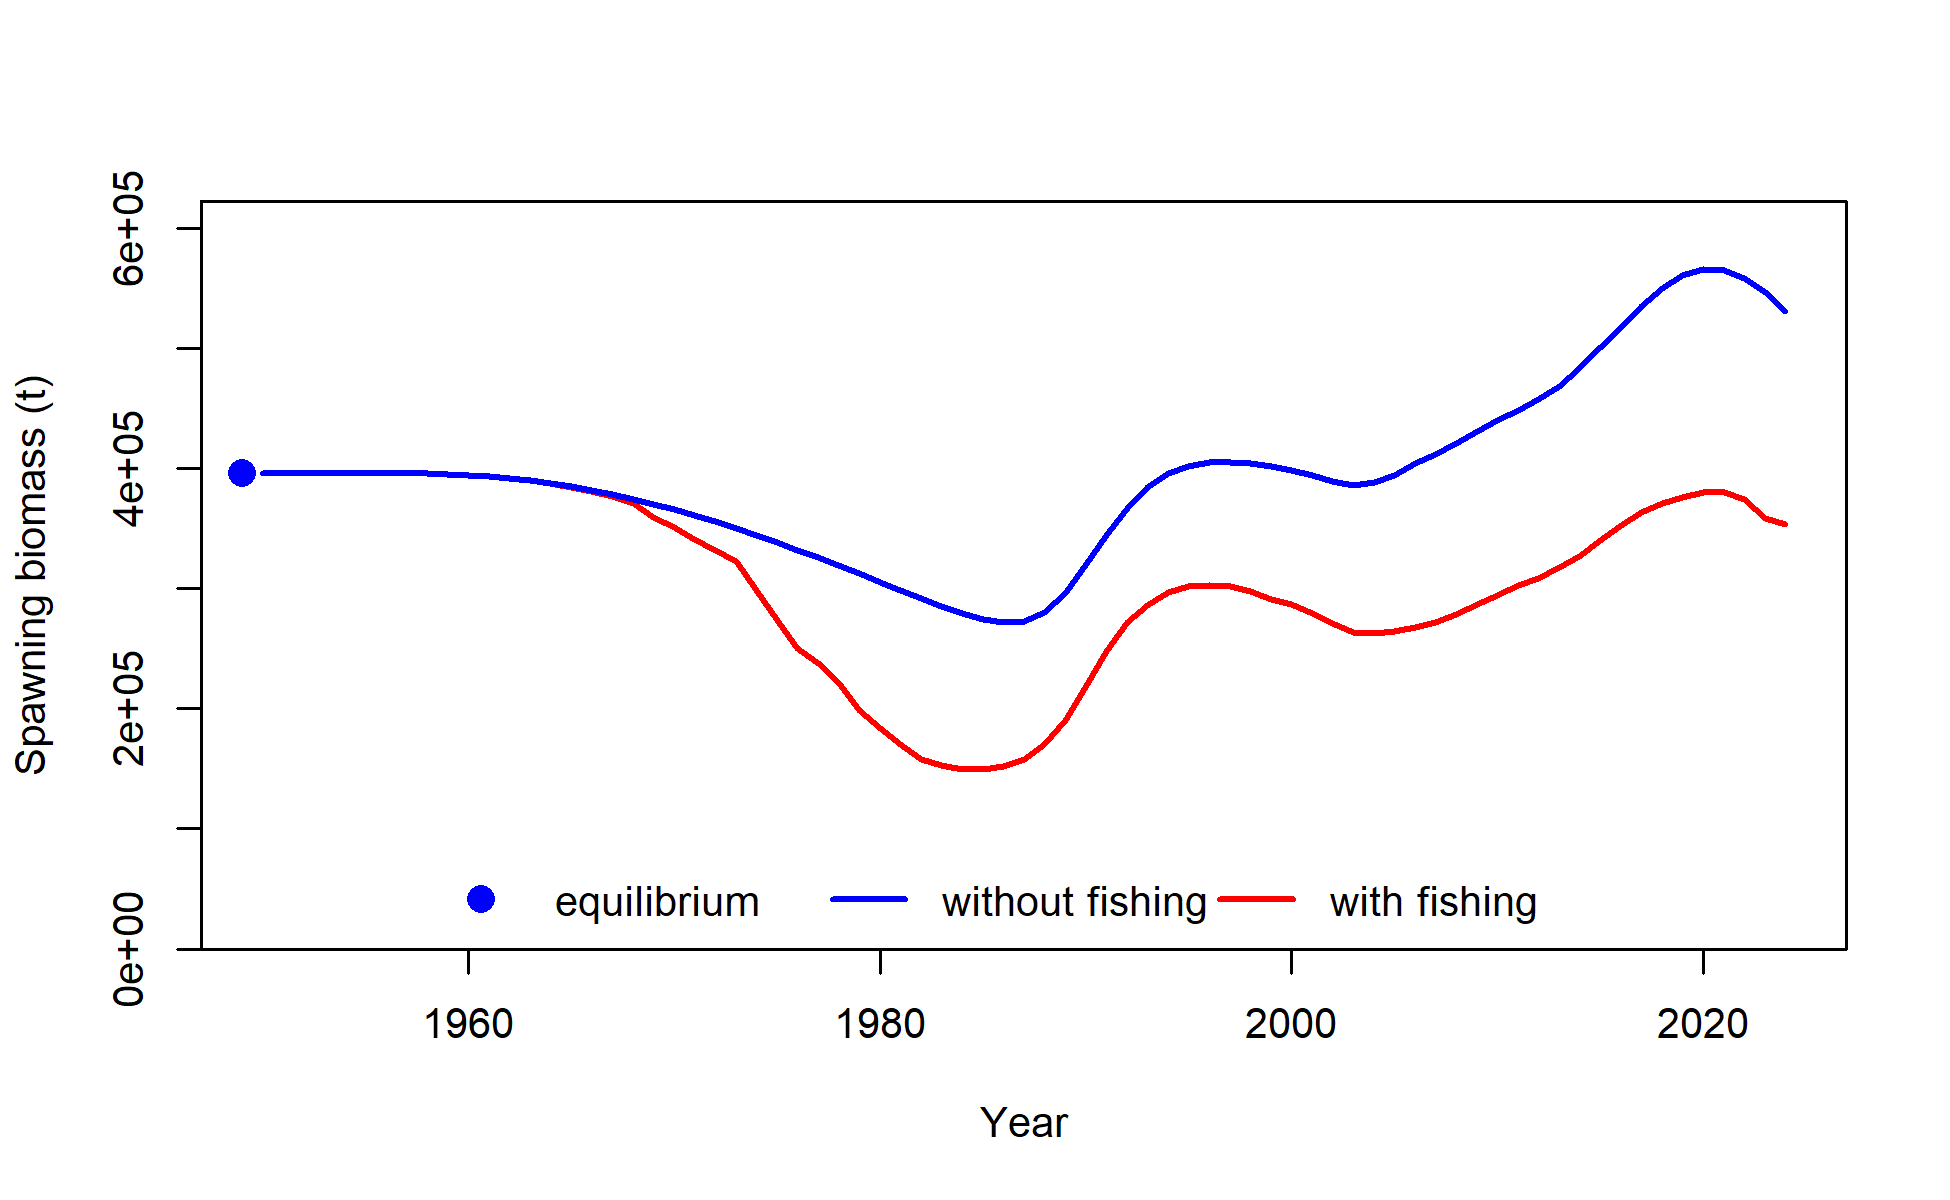 Spawning biomass (t)
6e+05
4e+05
2e+05
0e+00
equilibrium without fishing with fishing
1960 1980 2000 2020
Year